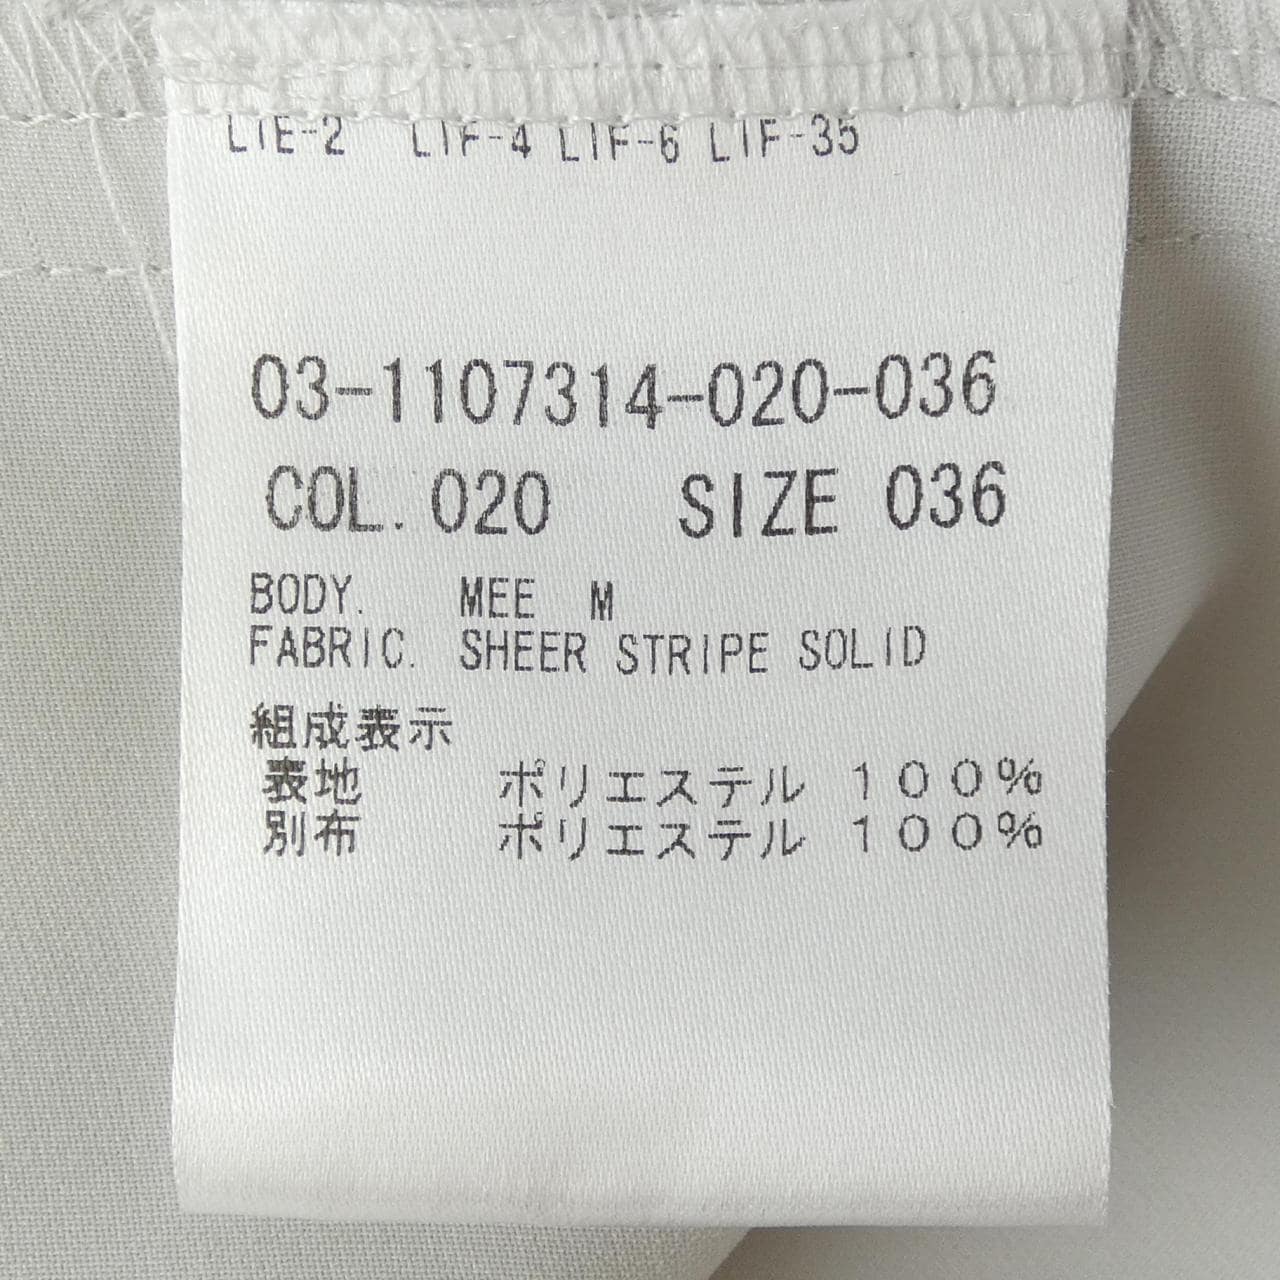 LIE-2 LIF-4 LIF-6 LIF-35
03-1107314-020-036
COL. 020 SIZE 036
BODY. MEE M
FABRIC. SHEER STRIPE SOLID
組成表示
表地 ポリエステル 100%
別布 ポリエステル 100%